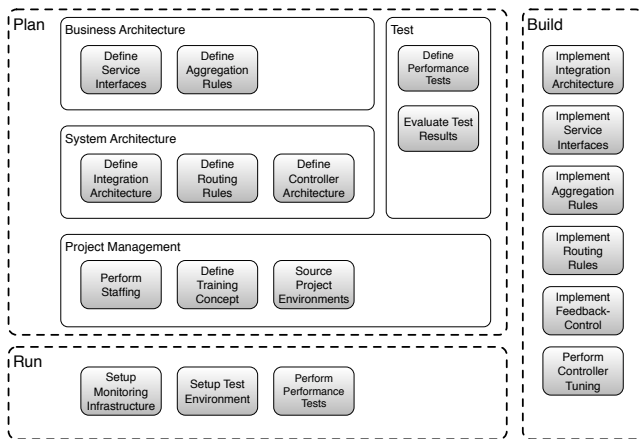 Plan
Business Architecture
Define
Service
Interfaces
Define
Aggregation
Rules
Test
Define
Performance
Tests
Evaluate Test
Results
System Architecture
Define
Integration
Architecture
Define
Routing
Rules
Define
Controller
Architecture
Project Management
Perform
Staffing
Define
Training
Concept
Source
Project
Environments
Build
Implement
Integration
Architecture
Implement
Service
Interfaces
Implement
Aggregation
Rules
Implement
Routing
Rules
Implement
Feedback-
Control
Perform
Controller
Tuning
Run
Setup
Monitoring
Infrastructure
Setup Test
Environment
Perform
Performance
Tests